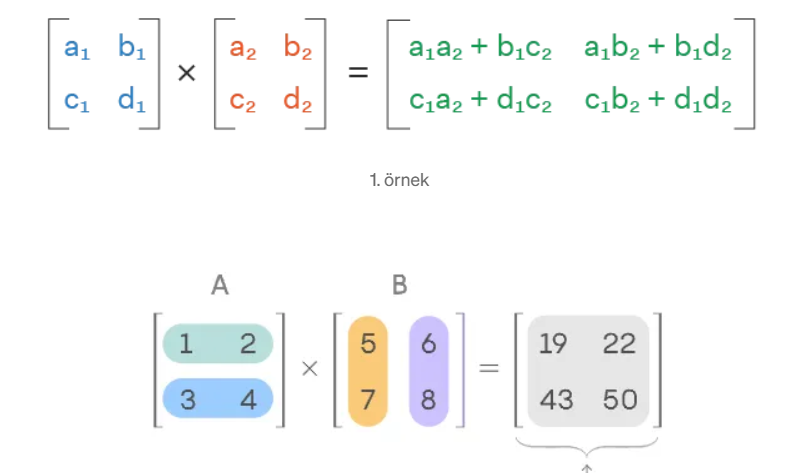 a₁ b₁ × a₂ b₂ = a₁a₂ + b₁c₂ a₁b₂ + b₁d₂
c₁ d₁ c₂ d₂ c₁a₂ + d₁c₂ c₁b₂ + d₁d₂
1. örnek
A B
1 2 × 5 6 = 19 22
3 4 7 8 43 50